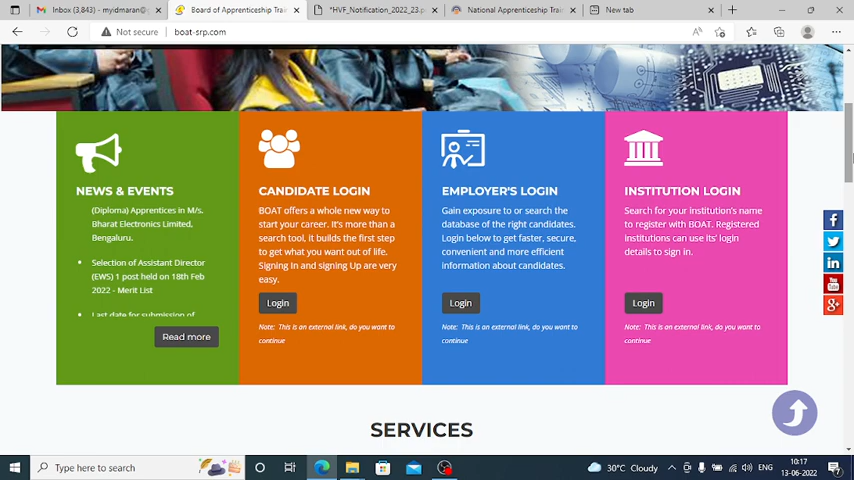 Inbox (3,843) - myidmaran@g
Board of Apprenticeship Trai
*HVF_Notification_2022_23.p
National Apprenticeship Train
New tab
Not secure
boat-srp.com
NEWS & EVENTS
(Diploma) Apprentices in M/s.
Bharat Electronics Limited,
Bengaluru.
Selection of Assistant Director
(EWS) 1 post held on 18th Feb
2022 - Merit List
Last date for submission of
Read more
CANDIDATE LOGIN
BOAT offers a whole new way to
start your career. It's more than a
search tool, it builds the first step
to get what you want out of life.
Signing In and signing Up are very
easy.
Login
Note: This is an external link, do you want to
continue
EMPLOYER'S LOGIN
Gain exposure to or search the
database of the right candidates.
Login below to get faster, secure,
convenient and more efficient
information about candidates.
Login
Note: This is an external link, do you want to
continue
INSTITUTION LOGIN
Search for your institution's name
to register with BOAT. Registered
institutions can use its' login
details to sign in.
Login
Note: This is an external link, do you want to
continue
SERVICES
Type here to search
30°C Cloudy
ENG
10:17
13-06-2022